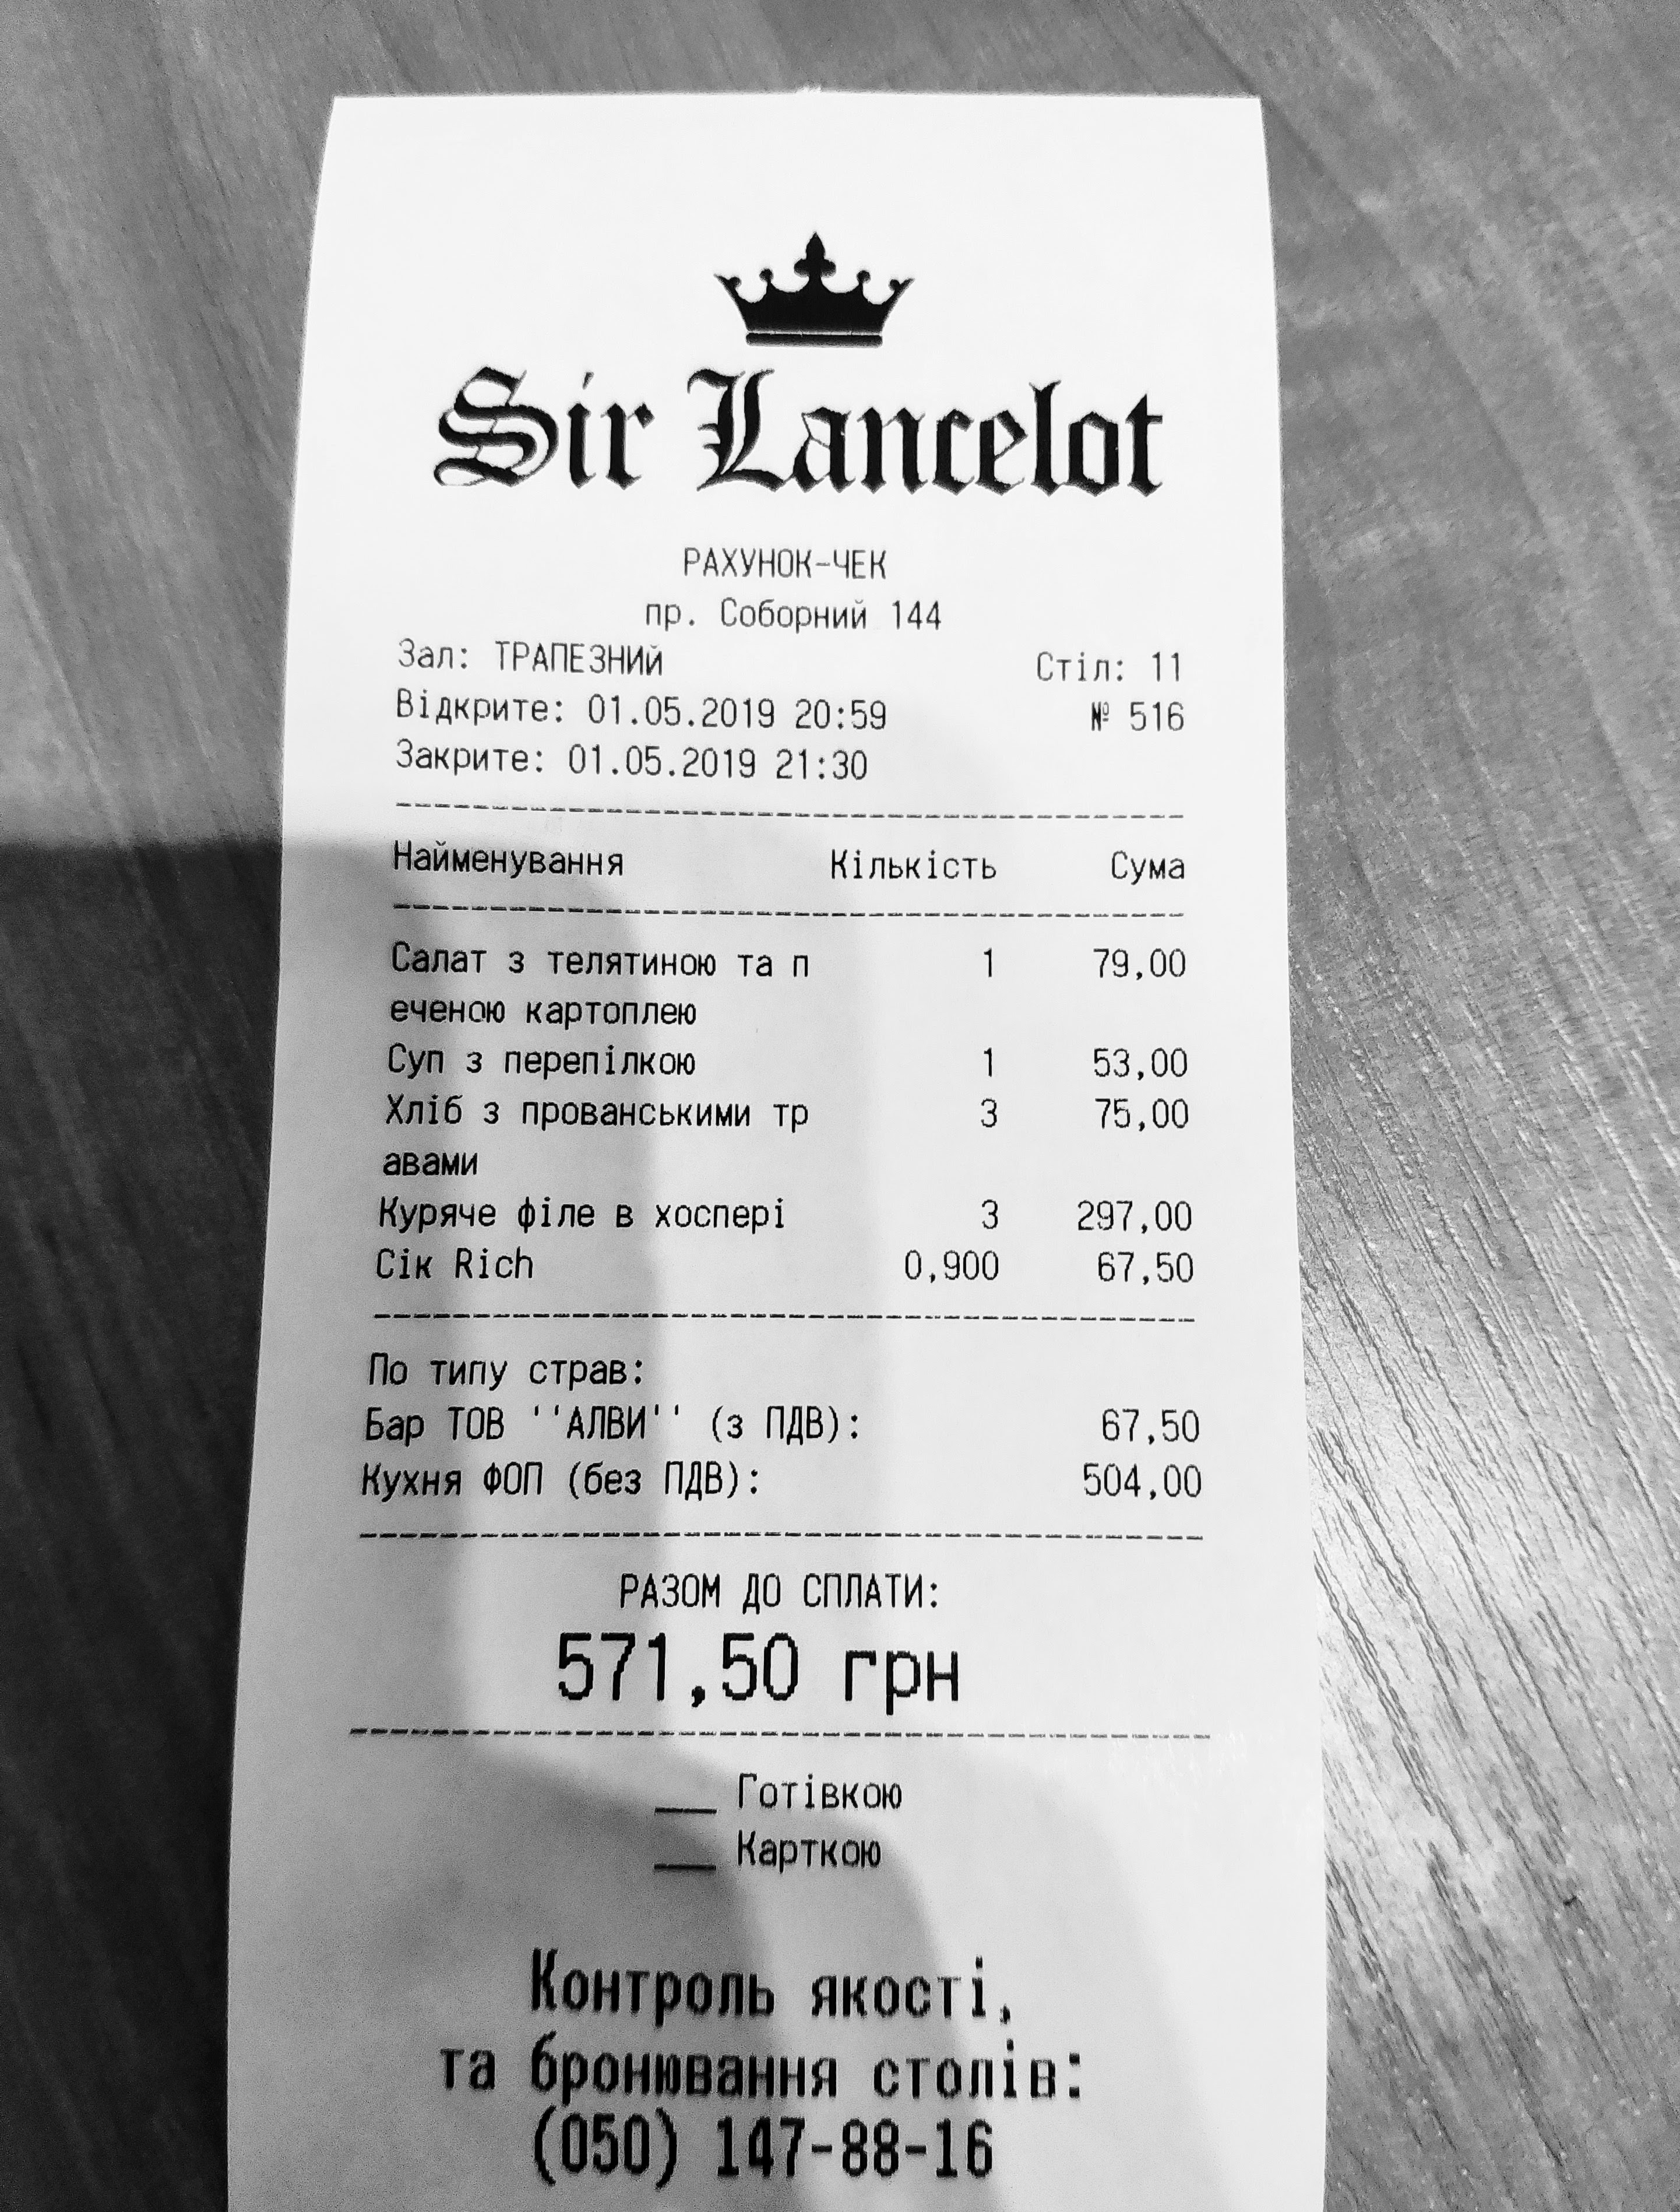 Sir Lancelot
РАХУНОК-ЧЕК
пр. Соборний 144
Зал: ТРАПЕЗНИЙ Стіл: 11
Відкрите: 01.05.2019 20:59 № 516
Закрите: 01.05.2019 21:30
Найменування Кількість Сума
Салат з телятиною та п 1 79,00
еченою картоплею
Суп з перепілкою 1 53,00
Хліб з прованськими тр 3 75,00
авами
Куряче філе в хоспері 3 297,00
Сік Rich 0,900 67,50
По типу страв:
Бар ТОВ ''АЛВИ'' (з ПДВ): 67,50
Кухня ФОП (без ПДВ): 504,00
РАЗОМ ДО СПЛАТИ:
571,50 грн
___ Готівкою
___ Карткою
Контроль якості,
та бронювання столів:
(050) 147-88-16